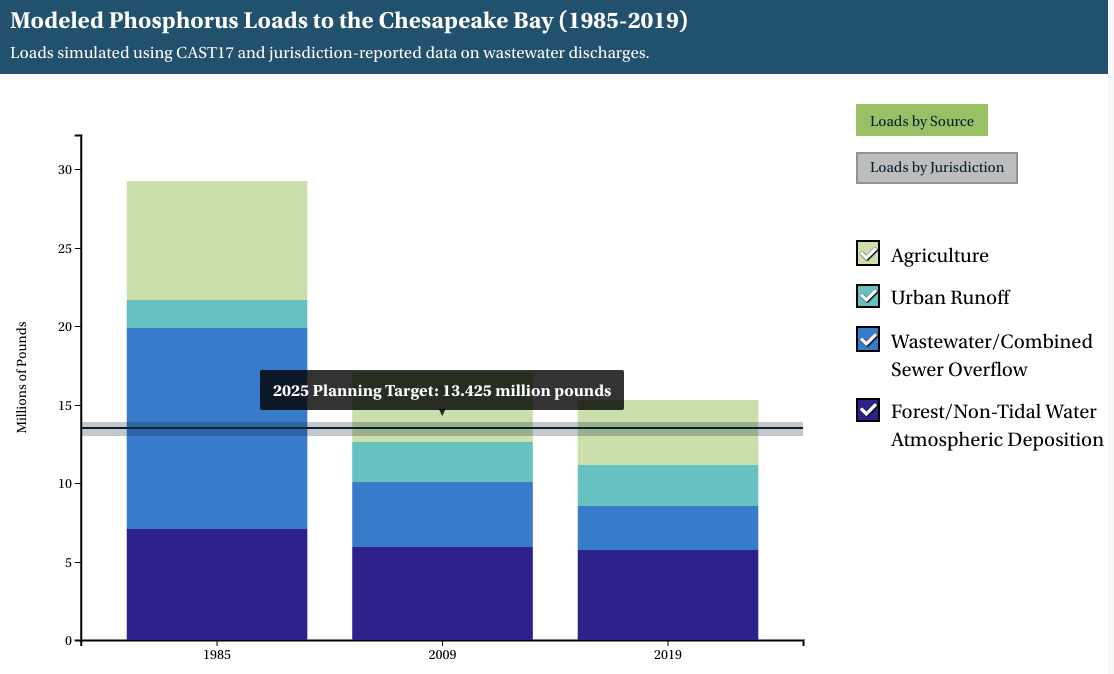 Modeled Phosphorus Loads to the Chesapeake Bay (1985-2019)
Loads simulated using CAST17 and jurisdiction-reported data on wastewater discharges.
Loads by Source
Loads by Jurisdiction
Agriculture
Urban Runoff
Wastewater/Combined
Sewer Overflow
Forest/Non-Tidal Water
Atmospheric Deposition
Millions of Pounds
30
25
20
15
10
5
0
2025 Planning Target: 13.425 million pounds
1985
2009
2019